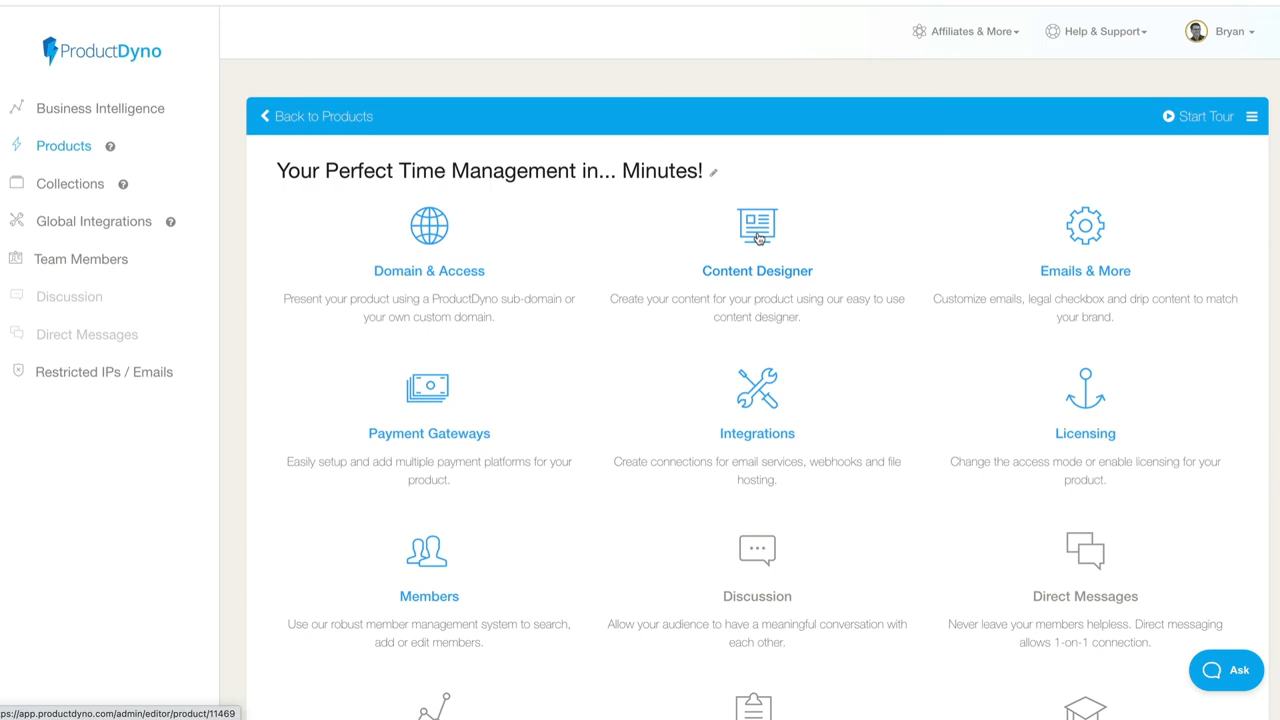 Affiliates & More
Help & Support
Bryan
ProductDyno
Business Intelligence
Products
Collections
Global Integrations
Team Members
Discussion
Direct Messages
Restricted IPs / Emails
Back to Products
Start Tour
Your Perfect Time Management in... Minutes!
Domain & Access
Present your product using a ProductDyno sub-domain or
your own custom domain.
Content Designer
Create your content for your product using our easy to use
content designer.
Emails & More
Customize emails, legal checkbox and drip content to match
your brand.
Payment Gateways
Easily setup and add multiple payment platforms for your
product.
Integrations
Create connections for email services, webhooks and file
hosting.
Licensing
Change the access mode or enable licensing for your
product.
Members
Use our robust member management system to search,
add or edit members.
Discussion
Allow your audience to have a meaningful conversation with
each other.
Direct Messages
Never leave your members helpless. Direct messaging
allows 1-on-1 connection.
Ask
ps://app.productdyno.com/admin/editor/product/11469